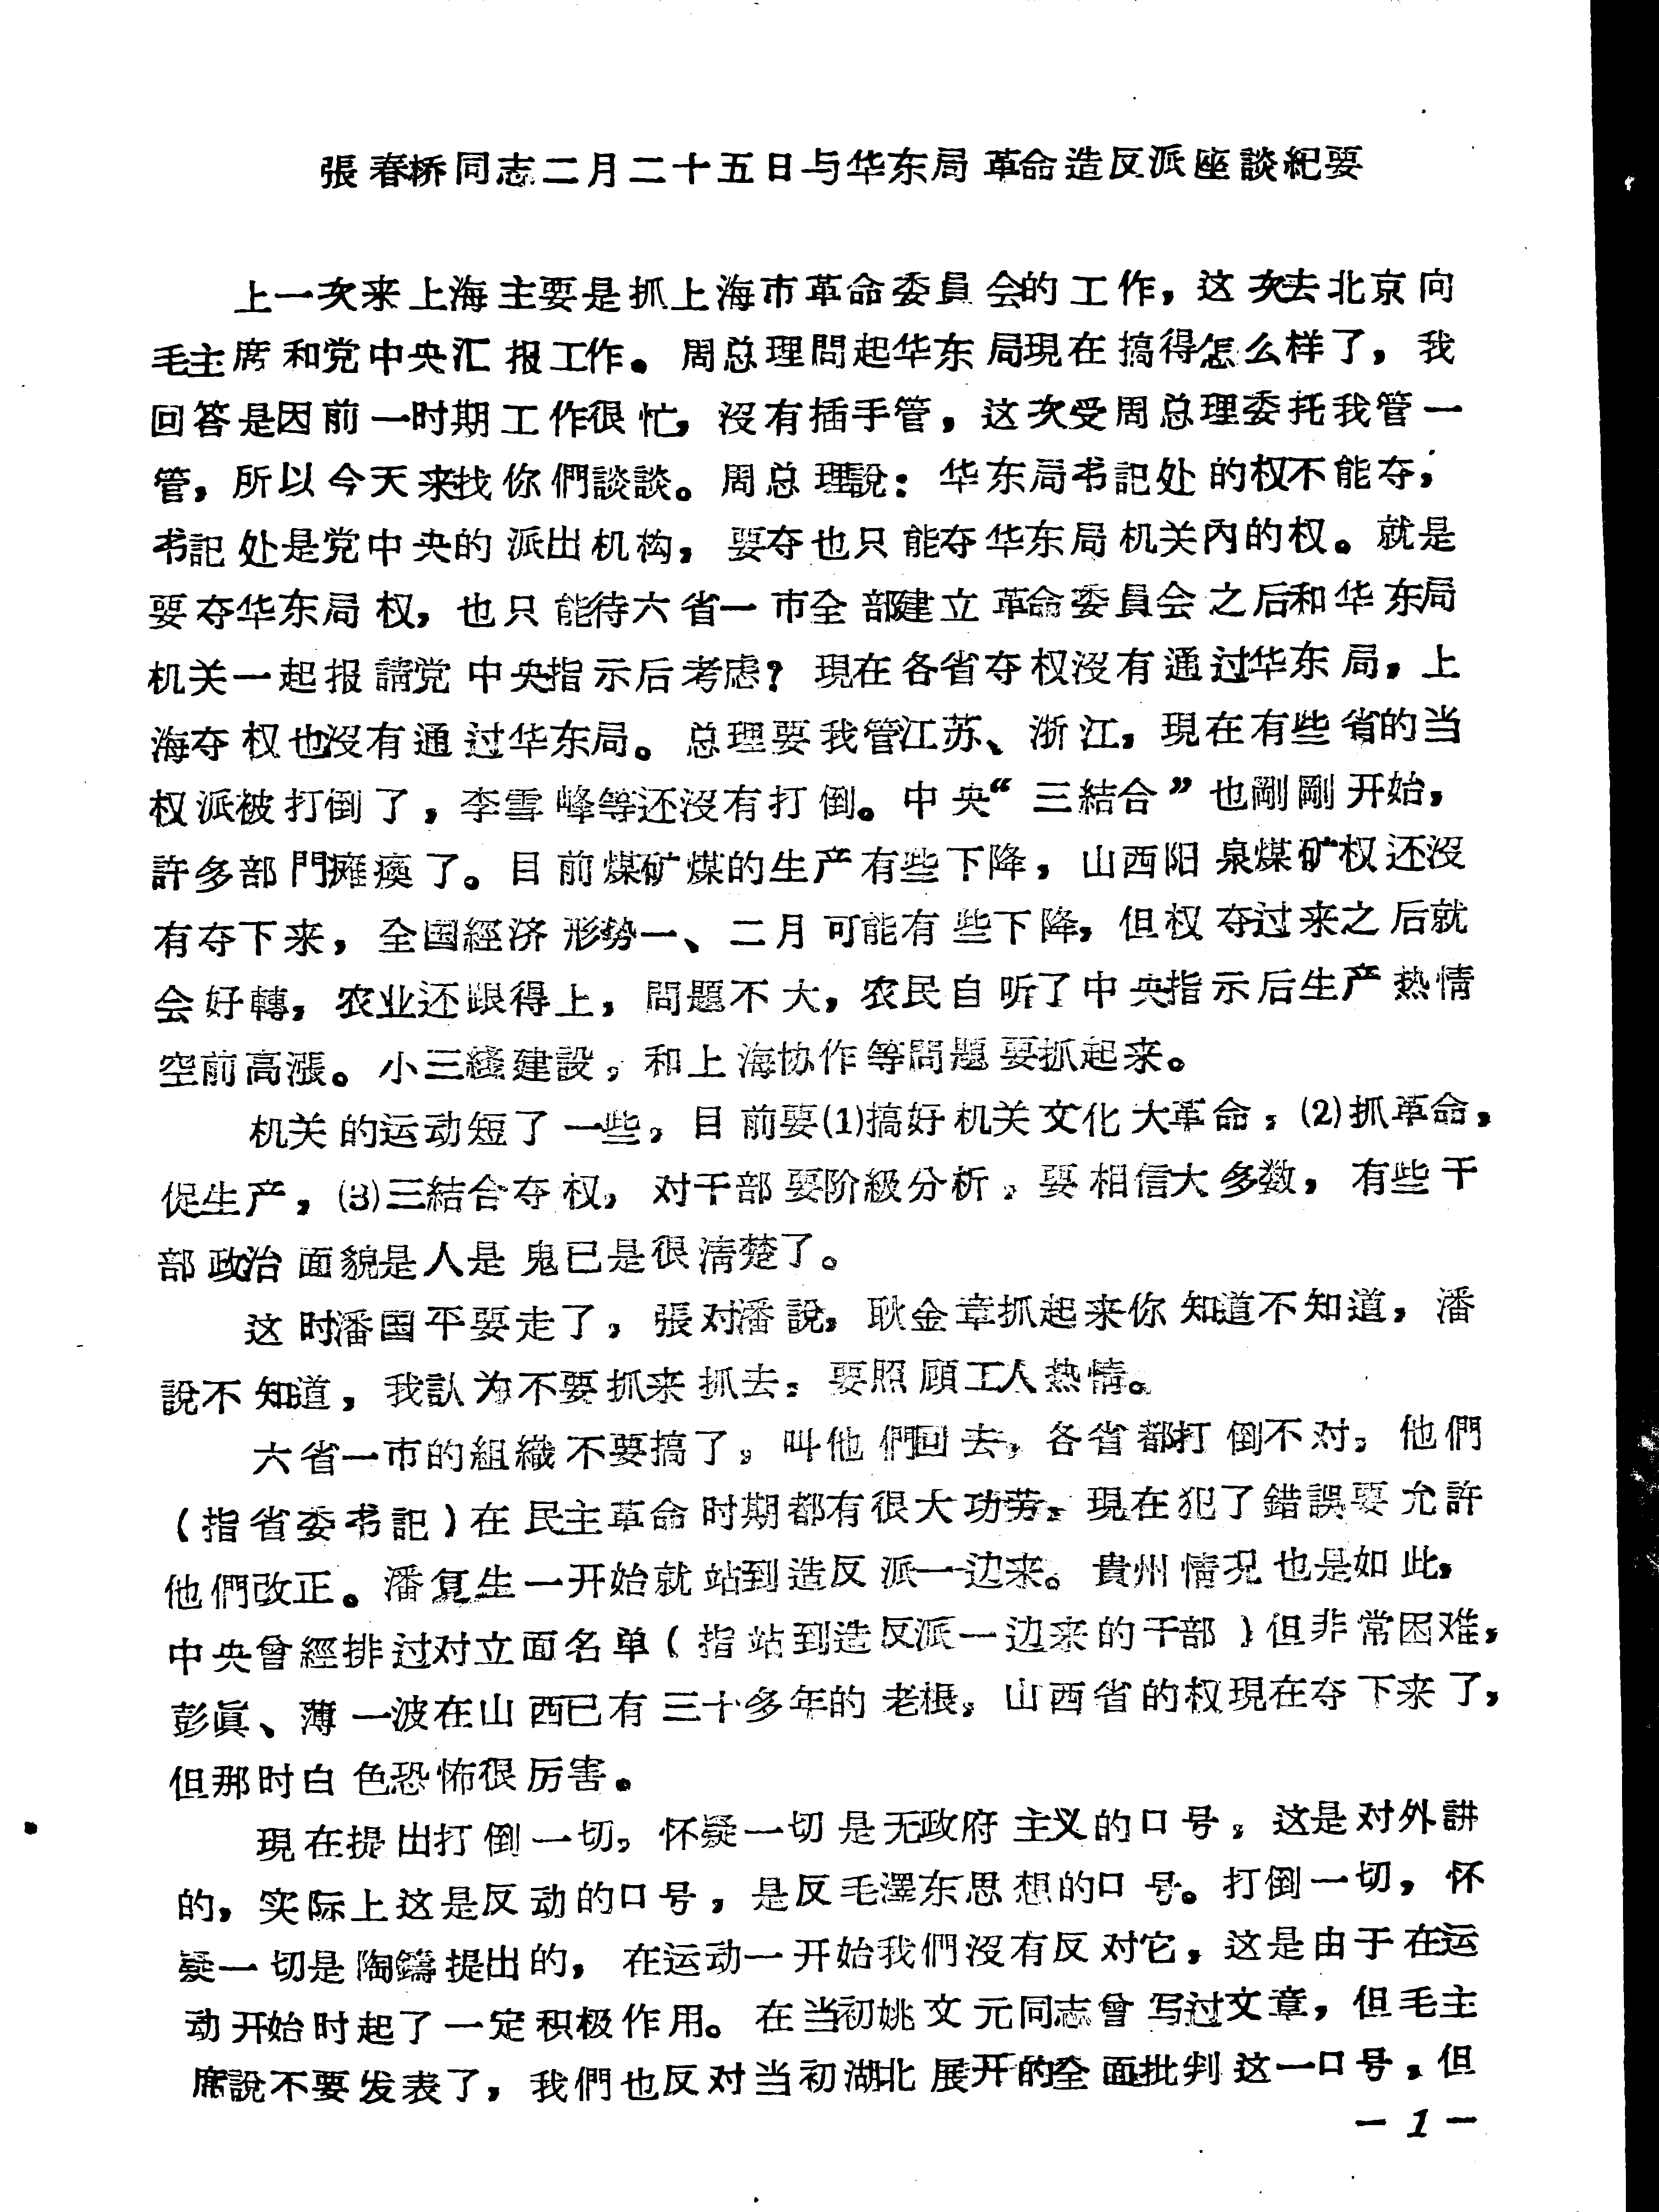 張春桥同志二月二十五日与华东局革命造反派座談紀要
上一次来上海主要是抓上海市革命委員会的工作，这次去北京向
毛主席和党中央汇报工作。周总理問起华东局現在搞得怎么样了，我
回答是因前一时期工作很忙，沒有插手管，这次受周总理委托我管一
管，所以今天来找你們談談。周总理說：华东局书記处的权不能夺，
书記处是党中央的派出机构，要夺也只能夺华东局机关内的权。就是
要夺华东局权，也只能待六省一市全部建立革命委員会之后和华东局
机关一起报請党中央指示后考虑？現在各省夺权沒有通过华东局，上
海夺权也沒有通过华东局。总理要我管江苏、浙江，現在有些省的当
权派被打倒了，李雪峰等还沒有打倒。中央“三結合”也剛剛开始，
許多部門癱瘓了。目前煤矿煤的生产有些下降，山西阳泉煤矿权还沒
有夺下来，全国經济形势一、二月可能有些下降，但权夺过来之后就
会好轉，农业还跟得上，問題不大，农民自听了中央指示后生产热情
空前高漲。小三綫建設，和上海协作等問題要抓起来。
机关的运动短了一些，目前要(1)搞好机关文化大革命，(2)抓革命，
促生产，(3)三結合夺权，对干部要阶級分析，要相信大多数，有些干
部政治面貌是人是鬼已是很清楚了。
这时潘国平要走了，張对潘說，耿金章抓起来你知道不知道，潘
說不知道，我認为不要抓来抓去，要照顧工人热情。
六省一市的組織不要搞了，叫他們回去，各省都打倒不对，他們
（指省委书記）在民主革命时期都有很大功劳，現在犯了錯誤要允許
他們改正。潘复生一开始就站到造反派一边来。貴州情况也是如此，
中央曾經排过对立面名单（指站到造反派一边来的干部）但非常困难，
彭眞、薄一波在山西已有三十多年的老根，山西省的权現在夺下来了，
但那时白色恐怖很厉害。
現在提出打倒一切，怀疑一切是无政府主义的口号，这是对外講
的，实际上这是反动的口号，是反毛澤东思想的口号。打倒一切，怀
疑一切是陶鑄提出的，在运动一开始我們沒有反对它，这是由于在运
动开始时起了一定积极作用。在当初姚文元同志曾写过文章，但毛主
席說不要发表了，我們也反对当初湖北展开的全面批判这一口号，但
— 1 —